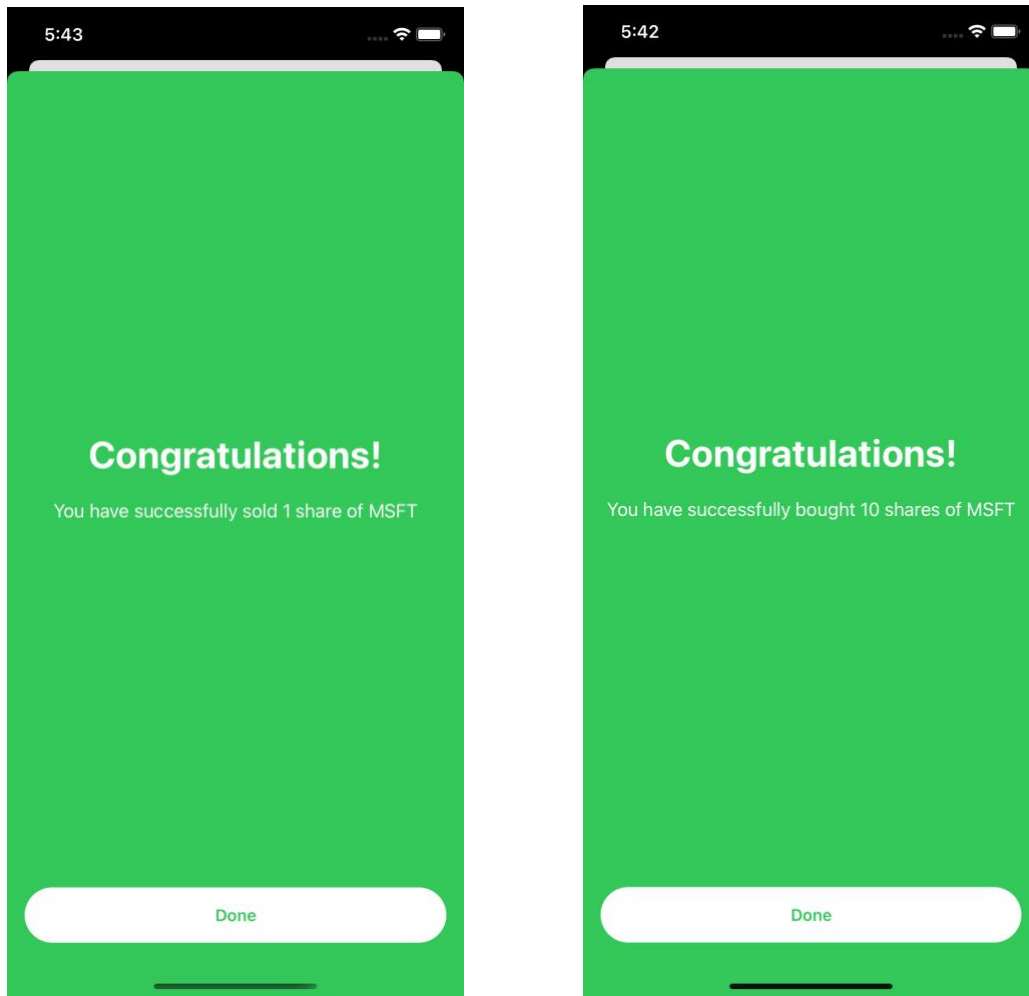 5:43
Congratulations!
You have successfully sold 1 share of MSFT
Done
5:42
Congratulations!
You have successfully bought 10 shares of MSFT
Done